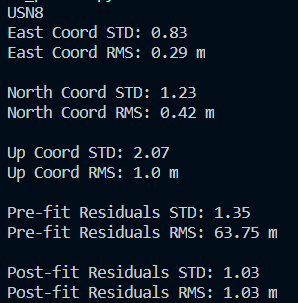 USN8
East Coord STD: 0.83
East Coord RMS: 0.29 m
North Coord STD: 1.23
North Coord RMS: 0.42 m
Up Coord STD: 2.07
Up Coord RMS: 1.0 m
Pre-fit Residuals STD: 1.35
Pre-fit Residuals RMS: 63.75 m
Post-fit Residuals STD: 1.03
Post-fit Residuals RMS: 1.03 m